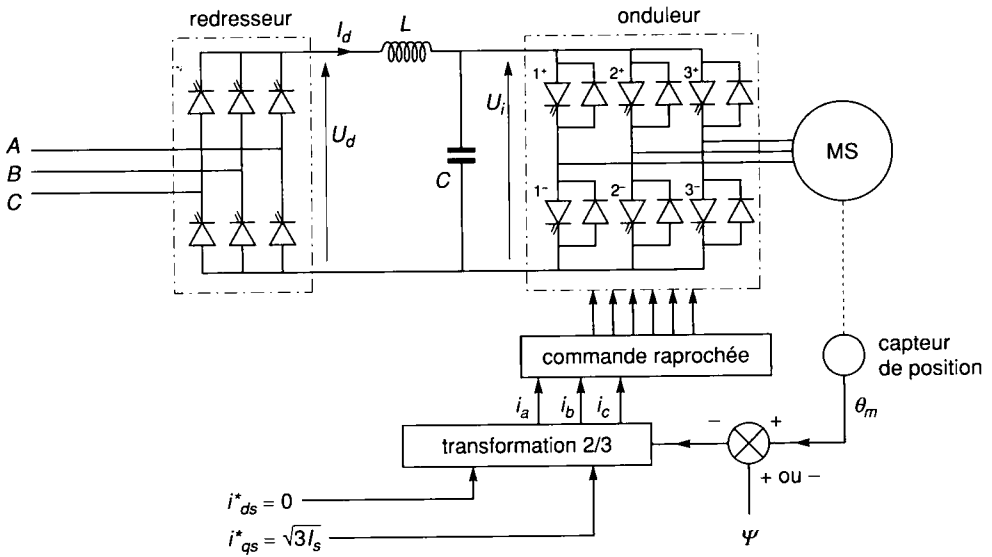 redresseur
onduleur
I_d
L
1⁺
2⁺
3⁺
U_d
U_i
C
MS
A
B
C
1⁻
2⁻
3⁻
commande raprochée
capteur
de position
i_a
i_b
i_c
θ_m
transformation 2/3
−
+
+ ou −
i*_ds = 0
i*_qs = √3I_s
Ψ